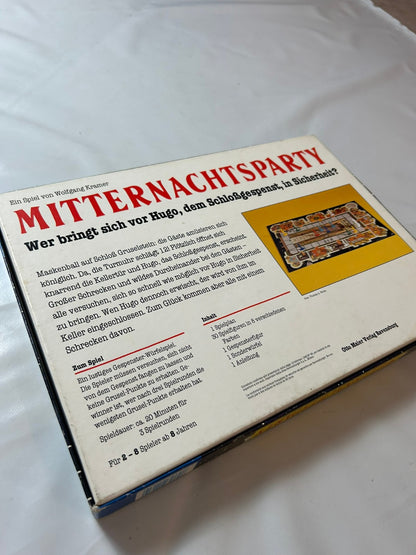 Ein Spiel von Wolfgang Kramer
MITTERNACHTSPARTY
Wer bringt sich vor Hugo, dem Schloßgespenst, in Sicherheit?
Maskenball auf Schloß Gruselstein: die Gäste amüsieren sich
königlich. Da, die Turmuhr schlägt 12! Plötzlich öffnet sich
knarrend die Kellertür und Hugo, das Schloßgespenst, erscheint.
Großer Schrecken und wildes Durcheinander bei den Gästen –
alle versuchen, sich so schnell wie möglich vor Hugo in Sicherheit
zu bringen. Wen Hugo dennoch erwischt, der wird von ihm im
Keller eingeschlossen. Zum Glück kommen aber alle mit einem
Schrecken davon.
Zum Spiel
Ein lustiges Gespenster-Würfelspiel.
Die Spieler müssen versuchen, sich nicht
von dem Gespenst fangen zu lassen und
keine Grusel-Punkte zu erhalten. Ge-
winner ist, wer nach drei Spielrunden die
wenigsten Grusel-Punkte erhalten hat.
Spieldauer: ca. 20 Minuten für
3 Spielrunden
Für 2 – 8 Spieler ab 8 Jahren
Inhalt
1 Spielplan
30 Spielfiguren in 8 verschiedenen
Farben
1 Gespensterfigur
1 Sonderwürfel
1 Anleitung
Otto Maier Verlag Ravensburg